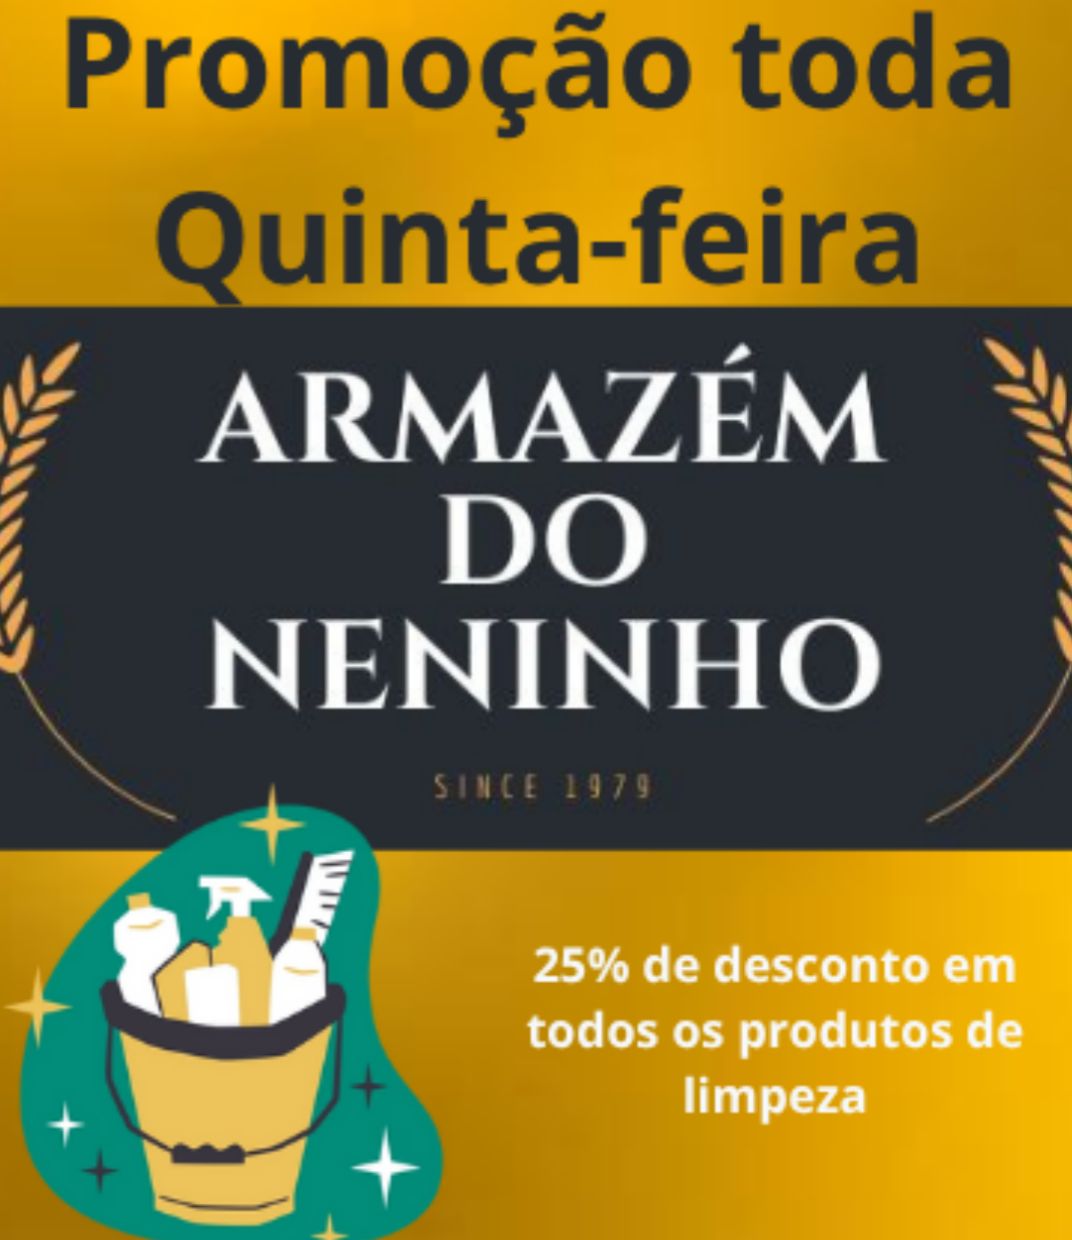 Promoção toda
Quinta-feira
ARMAZÉM
DO
NENINHO
SINCE 1979
25% de desconto em
todos os produtos de
limpeza